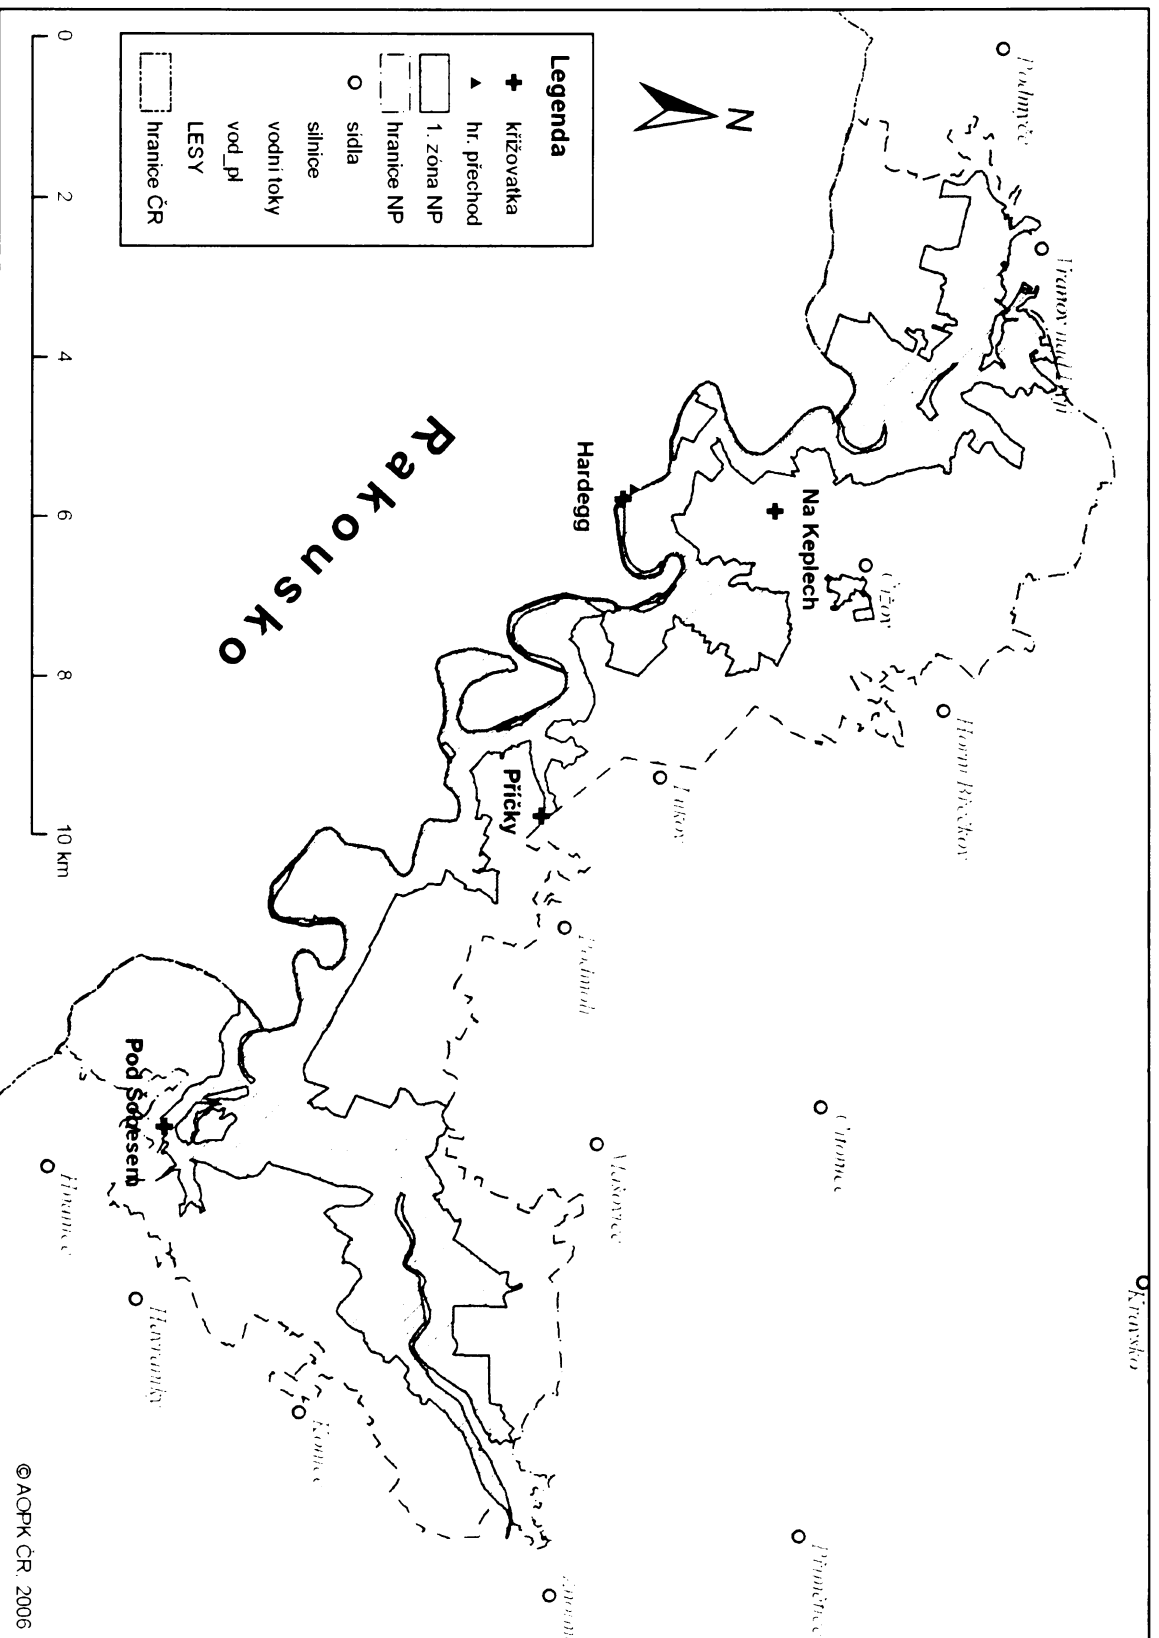 Podmyče
Vranov nad Dyjí
Čížov
Horní Břečkov
Lukov
Podmolí
Citonice
Mašovice
Kravsko
Přímětice
Znojmo
Konice
Havraníky
Hnanice
Na Keplech
Hardegg
Příčky
Pod Šobesem
Rakousko
N
Legenda
křižovatka
hr. přechod
1. zóna NP
hranice NP
sídla
silnice
vodní toky
vod_pl
LESY
hranice ČR
0 2 4 6 8 10 km
© AOPK ČR, 2006